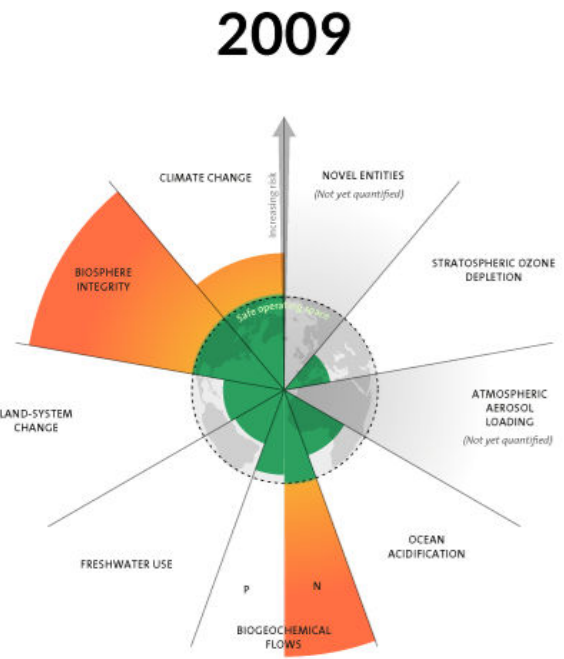 2009
CLIMATE CHANGE
Increasing risk
NOVEL ENTITIES
(Not yet quantified)
STRATOSPHERIC OZONE
DEPLETION
BIOSPHERE
INTEGRITY
Safe operating space
ATMOSPHERIC
AEROSOL
LOADING
(Not yet quantified)
LAND-SYSTEM
CHANGE
OCEAN
ACIDIFICATION
FRESHWATER USE
P
N
BIOGEOCHEMICAL
FLOWS